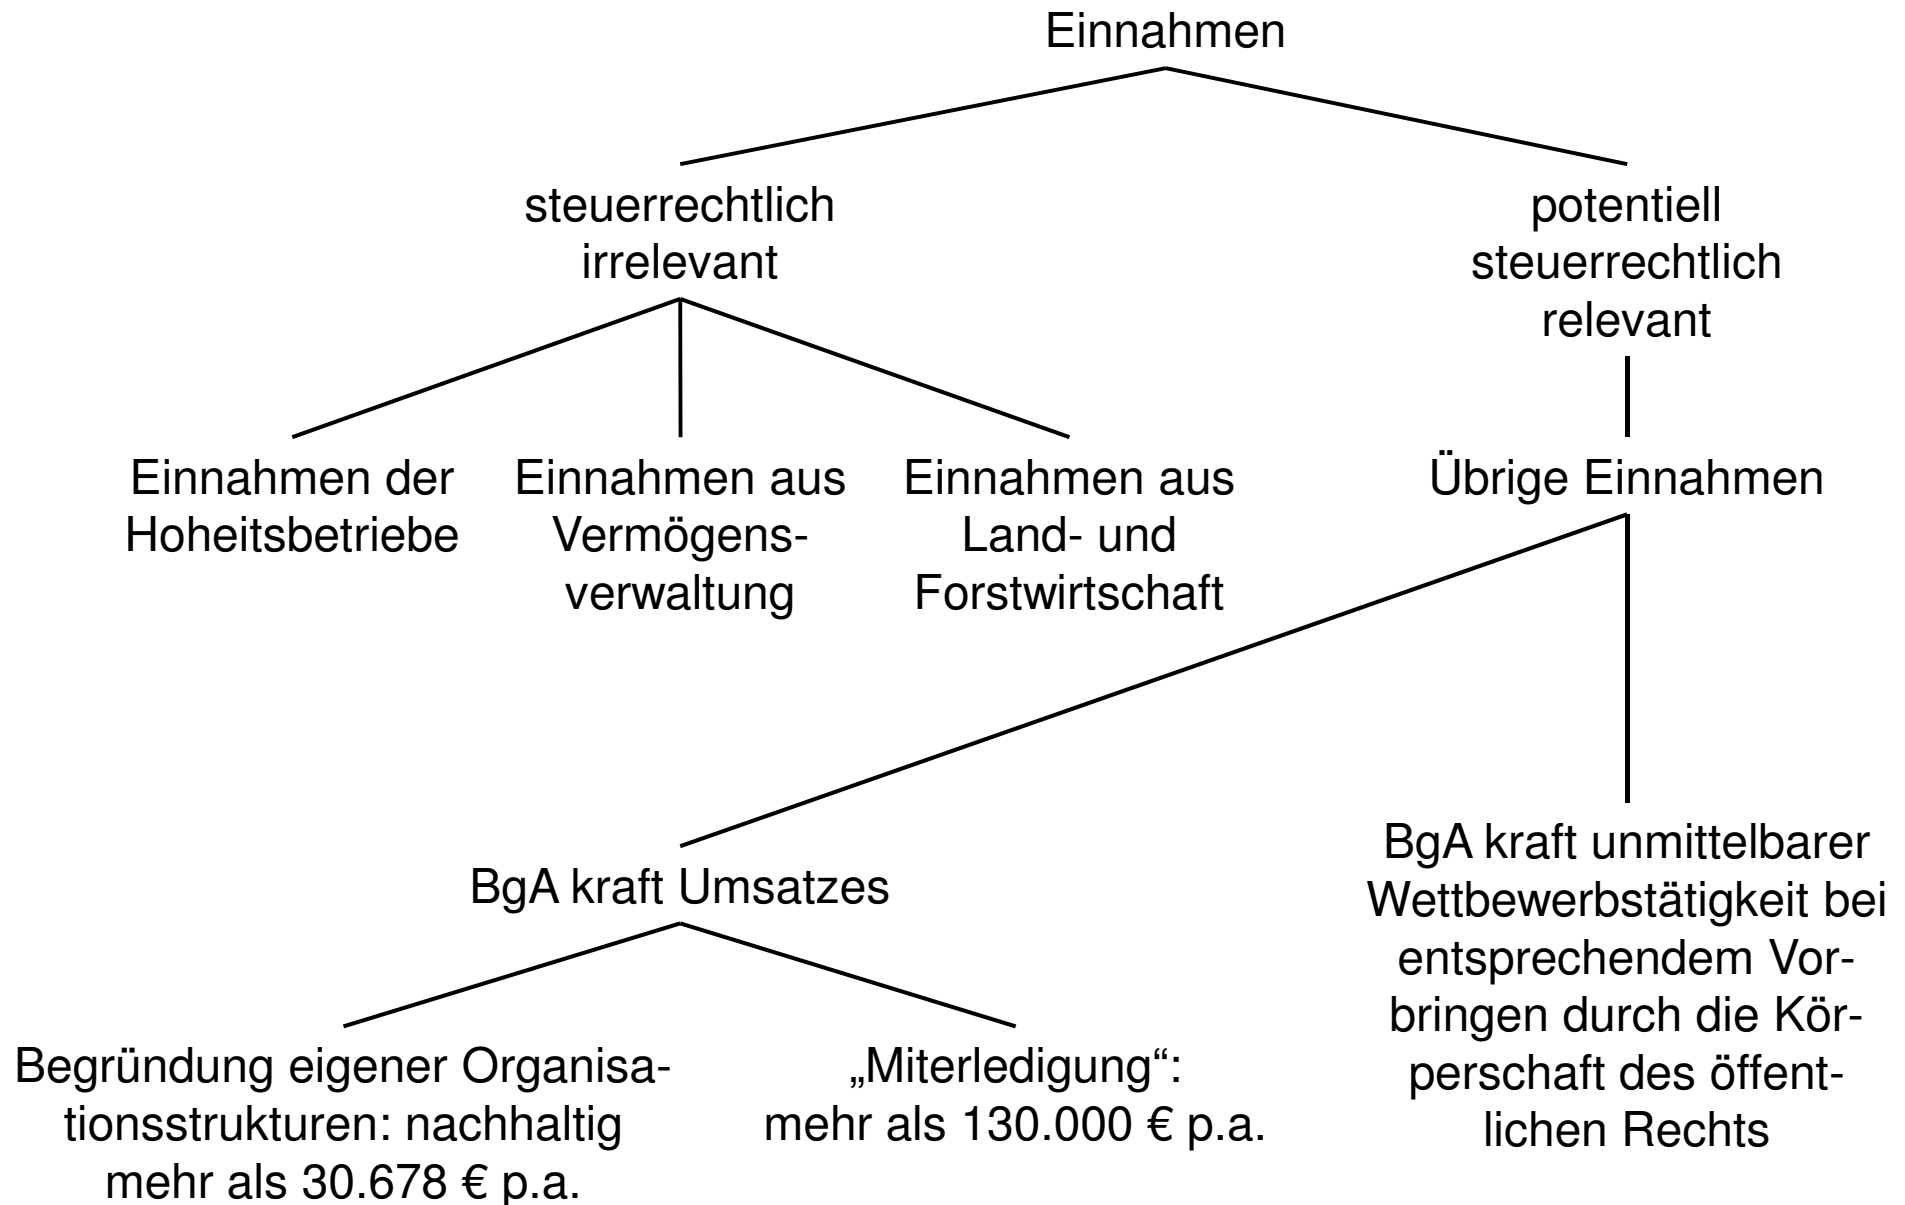 Einnahmen
steuerrechtlich
irrelevant
potentiell
steuerrechtlich
relevant
Einnahmen der
Hoheitsbetriebe
Einnahmen aus
Vermögens-
verwaltung
Einnahmen aus
Land- und
Forstwirtschaft
Übrige Einnahmen
BgA kraft Umsatzes
BgA kraft unmittelbarer
Wettbewerbstätigkeit bei
entsprechendem Vor-
bringen durch die Kör-
perschaft des öffent-
lichen Rechts
Begründung eigener Organisa-
tionsstrukturen: nachhaltig
mehr als 30.678 € p.a.
„Miterledigung“:
mehr als 130.000 € p.a.